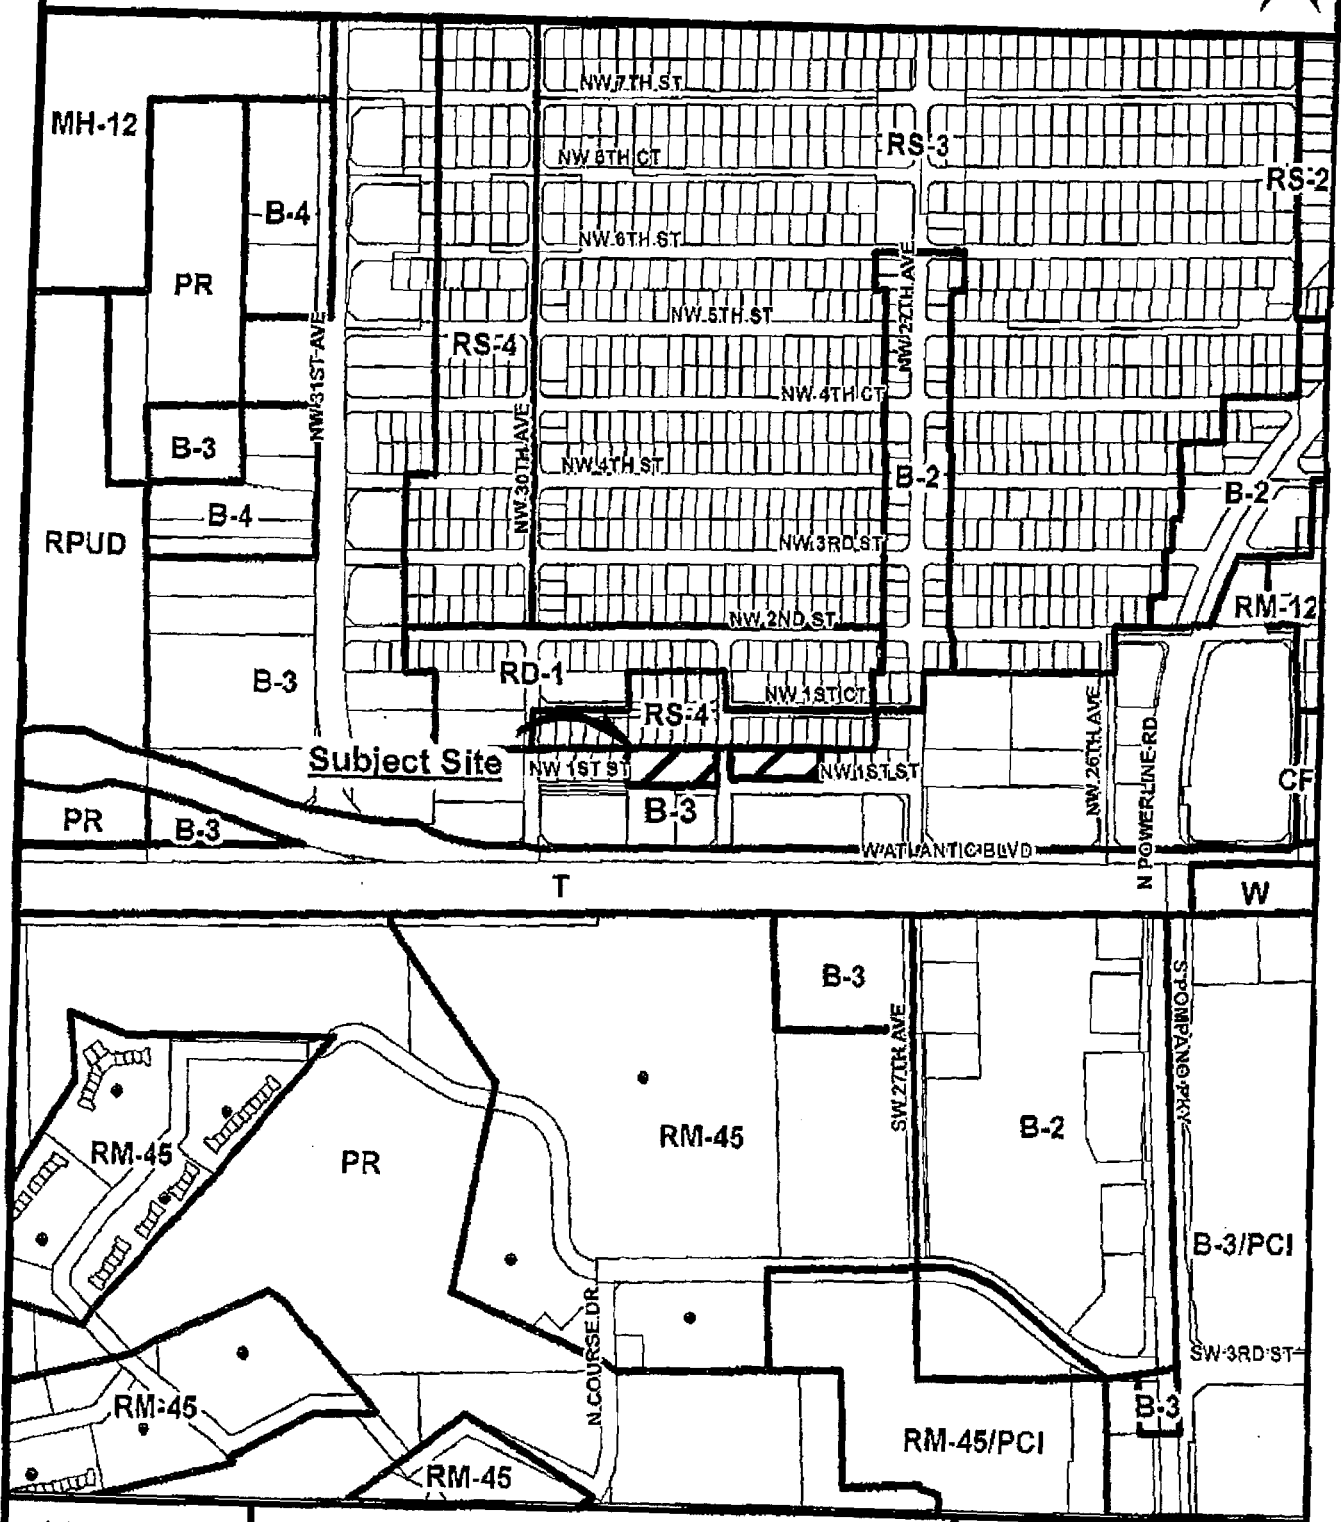 NW 7TH ST
MH-12
RS-3
NW 6TH CT
RS-2
B-4
NW 6TH ST
PR
NW 27TH AVE
NW 5TH ST
RS-4
NW 31ST AVE
NW 4TH CT
NW 30TH AVE
B-3
NW 4TH ST
B-2
B-2
B-4
RPUD
NW 3RD ST
RM-12
NW 2ND ST
RD-1
B-3
NW 1ST CT
RS-4
NW 26TH AVE
N POWERLINE RD
Subject Site
NW 1ST ST
NW 1ST ST
CF
B-3
PR
B-3
W ATLANTIC BLVD
T
W
B-3
SW 27TH AVE
S POMPANO PKY
RM-45
B-2
RM-45
PR
B-3/PCI
N COURSE DR
SW 3RD ST
RM-45
B-3
RM-45/PCI
RM-45